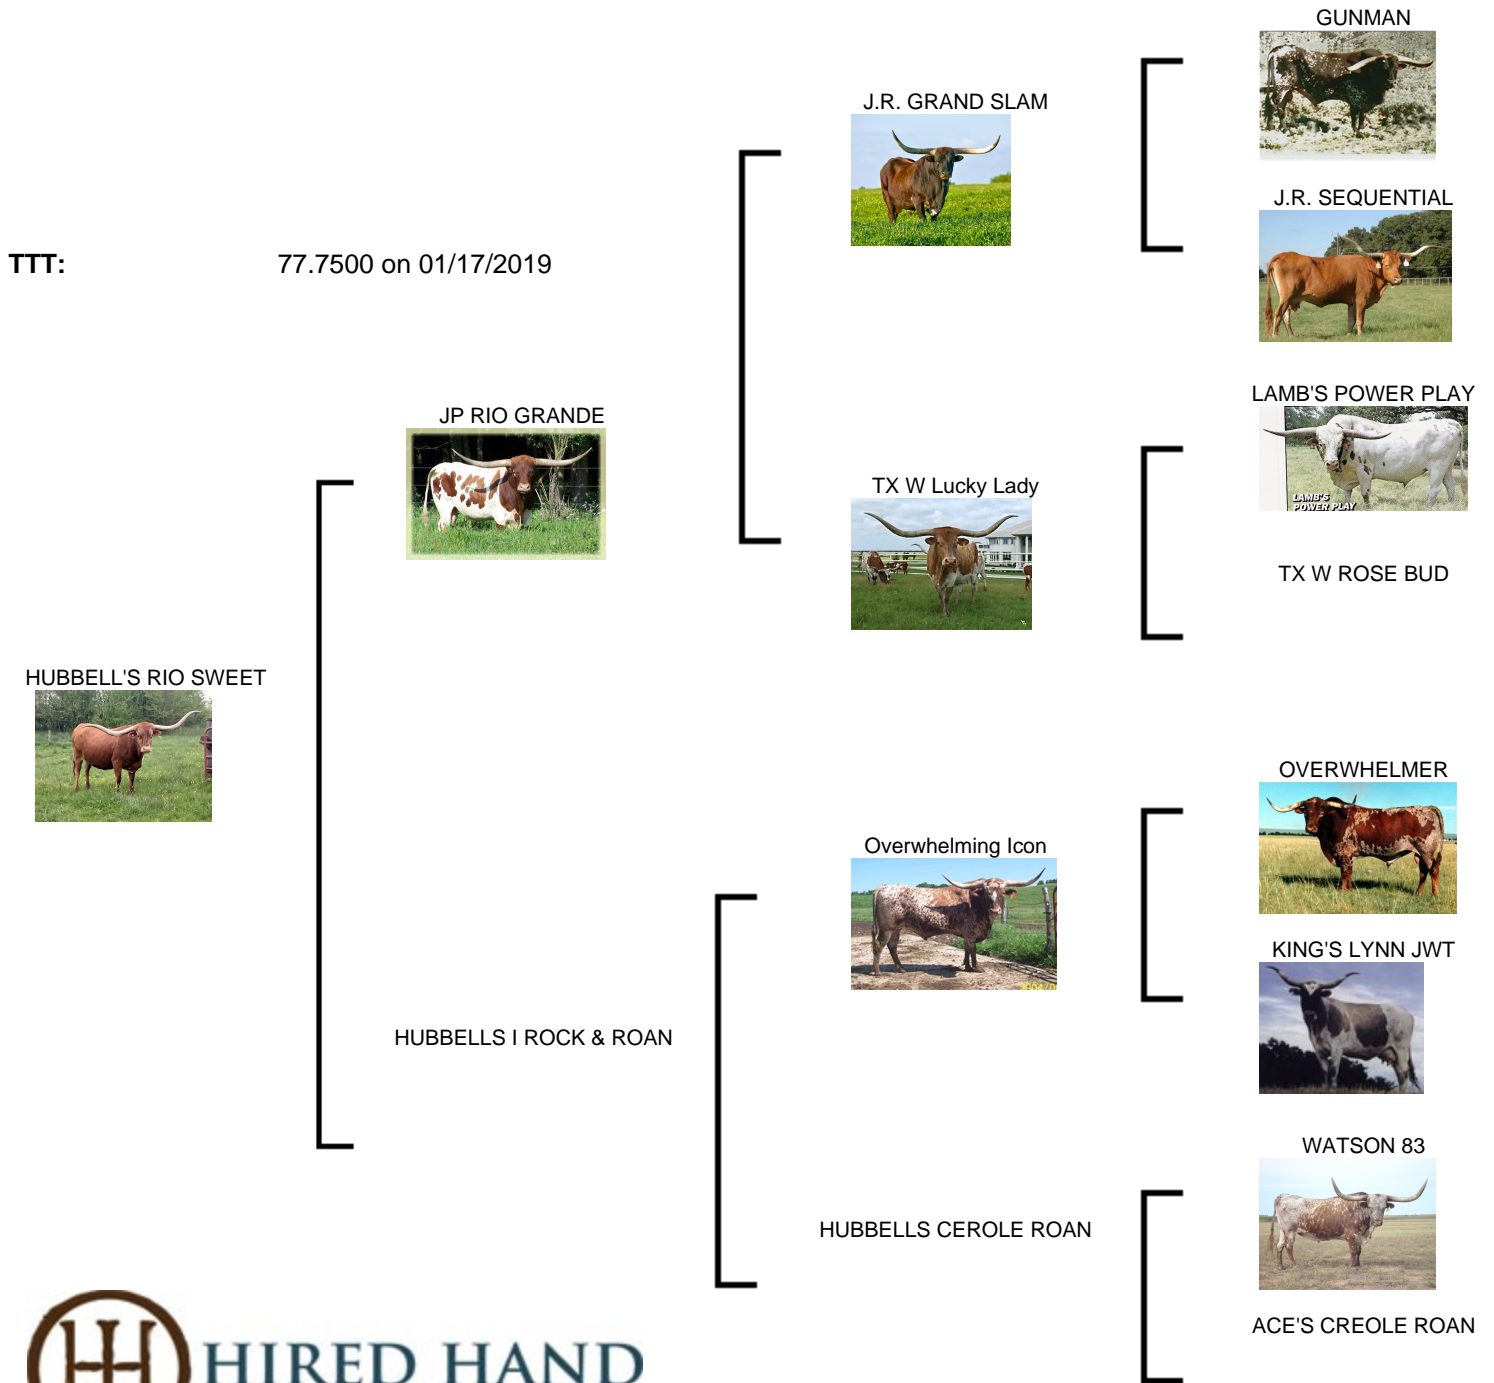 GUNMAN
J.R. GRAND SLAM
J.R. SEQUENTIAL
TTT: 77.7500 on 01/17/2019
LAMB'S POWER PLAY
JP RIO GRANDE
LAMB'S
POWER PLAY
TX W Lucky Lady
TX W ROSE BUD
HUBBELL'S RIO SWEET
OVERWHELMER
Overwhelming Icon
KING'S LYNN JWT
HUBBELLS I ROCK & ROAN
WATSON 83
HUBBELLS CEROLE ROAN
ACE'S CREOLE ROAN
HIRED HAND